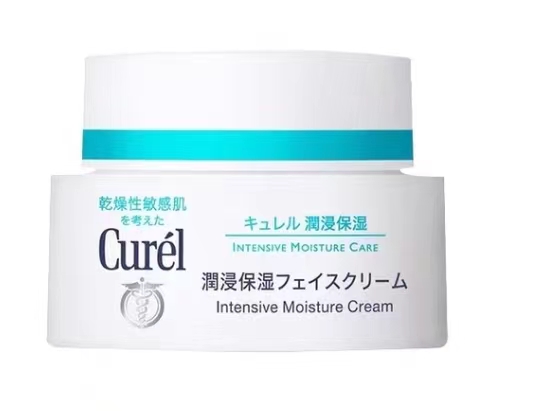 乾燥性敏感肌
を考えた
Curél
キュレル 潤浸保湿
INTENSIVE MOISTURE CARE
潤浸保湿フェイスクリーム
Intensive Moisture Cream